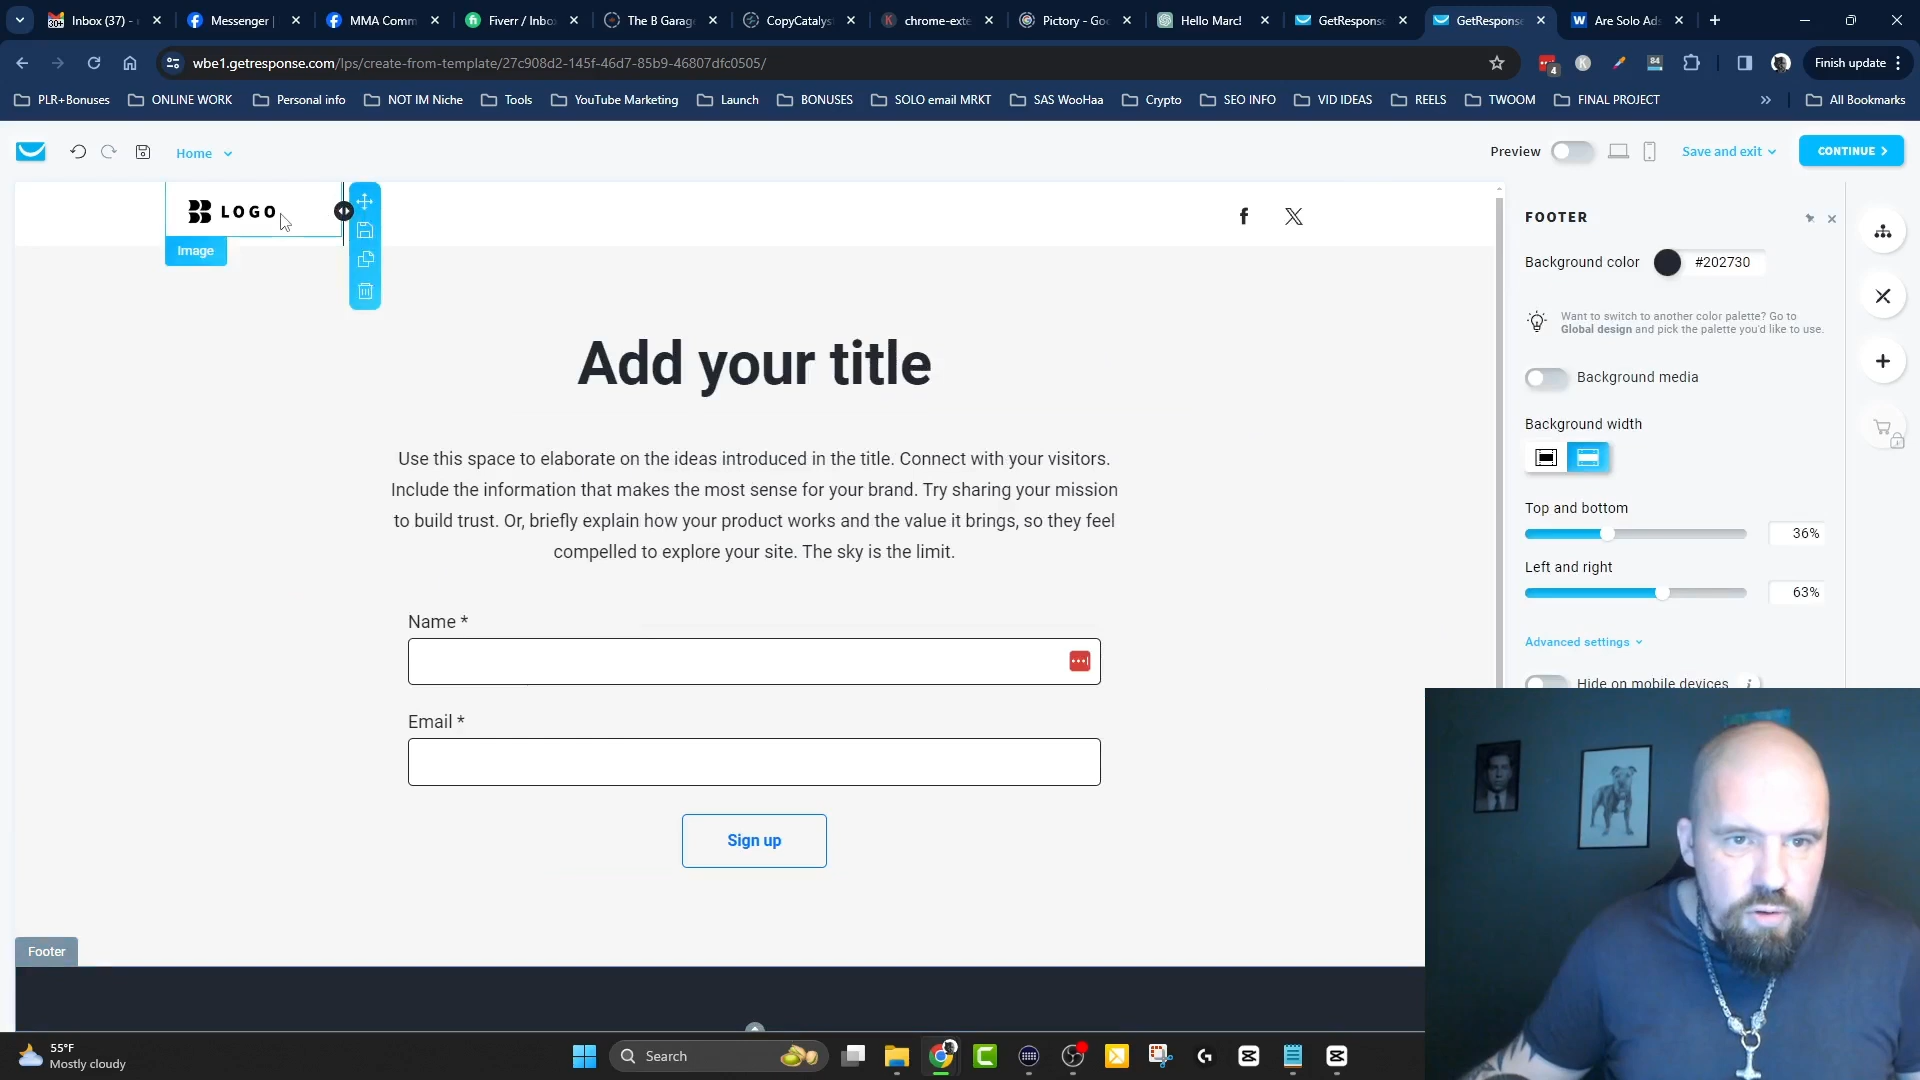 Inbox (37) -
Messenger |
MMA Comm
Fiverr / Inbo
The B Garag
CopyCatalys
chrome-exte
Pictory - Goo
Hello Marc!
GetResponse
GetResponse
Are Solo Ads
wbe1.getresponse.com/lps/create-from-template/27c908d2-145f-46d7-85b9-46807dfc0505/
4
84
Finish update
PLR+Bonuses
ONLINE WORK
Personal info
NOT IM Niche
Tools
YouTube Marketing
Launch
BONUSES
SOLO email MRKT
SAS WooHaa
Crypto
SEO INFO
VID IDEAS
REELS
TWOOM
FINAL PROJECT
All Bookmarks
Home
Preview
Save and exit
CONTINUE
LOGO
Image
Add your title
Use this space to elaborate on the ideas introduced in the title. Connect with your visitors.
Include the information that makes the most sense for your brand. Try sharing your mission
to build trust. Or, briefly explain how your product works and the value it brings, so they feel
compelled to explore your site. The sky is the limit.
Name *
Email *
Sign up
Footer
FOOTER
Background color
#202730
Want to switch to another color palette? Go to
Global design and pick the palette you'd like to use.
Background media
Background width
Top and bottom
36%
Left and right
63%
Advanced settings
Hide on mobile devices
55°F
Mostly cloudy
Search